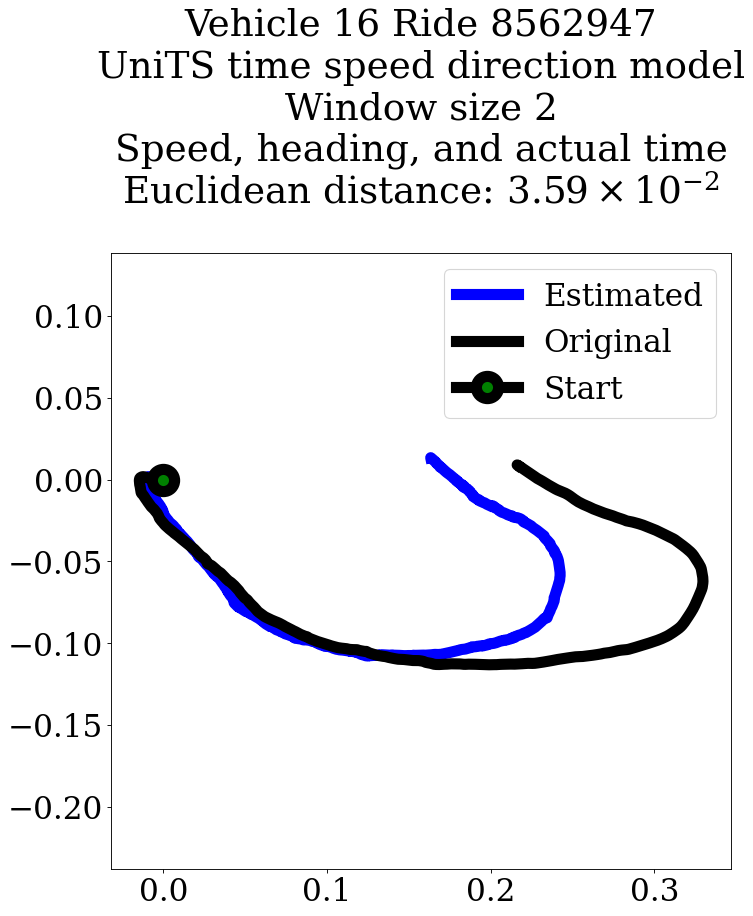 Vehicle 16 Ride 8562947
UniTS time speed direction model
Window size 2
Speed, heading, and actual time
Euclidean distance: 3.59 × 10⁻²
Estimated
Original
Start
0.10
0.05
0.00
−0.05
−0.10
−0.15
−0.20
0.0 0.1 0.2 0.3